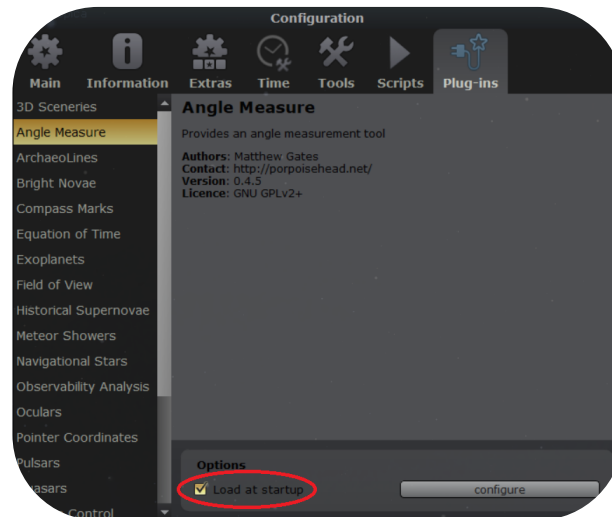 Configuration
Main Information Extras Time Tools Scripts Plug-ins
3D Sceneries
Angle Measure
ArchaeoLines
Bright Novae
Compass Marks
Equation of Time
Exoplanets
Field of View
Historical Supernovae
Meteor Showers
Navigational Stars
Observability Analysis
Oculars
Pointer Coordinates
Pulsars
Control
Angle Measure
Provides an angle measurement tool
Authors: Matthew Gates
Contact: http://porpoisehead.net/
Version: 0.4.5
Licence: GNU GPLv2+
Options
Load at startup
configure